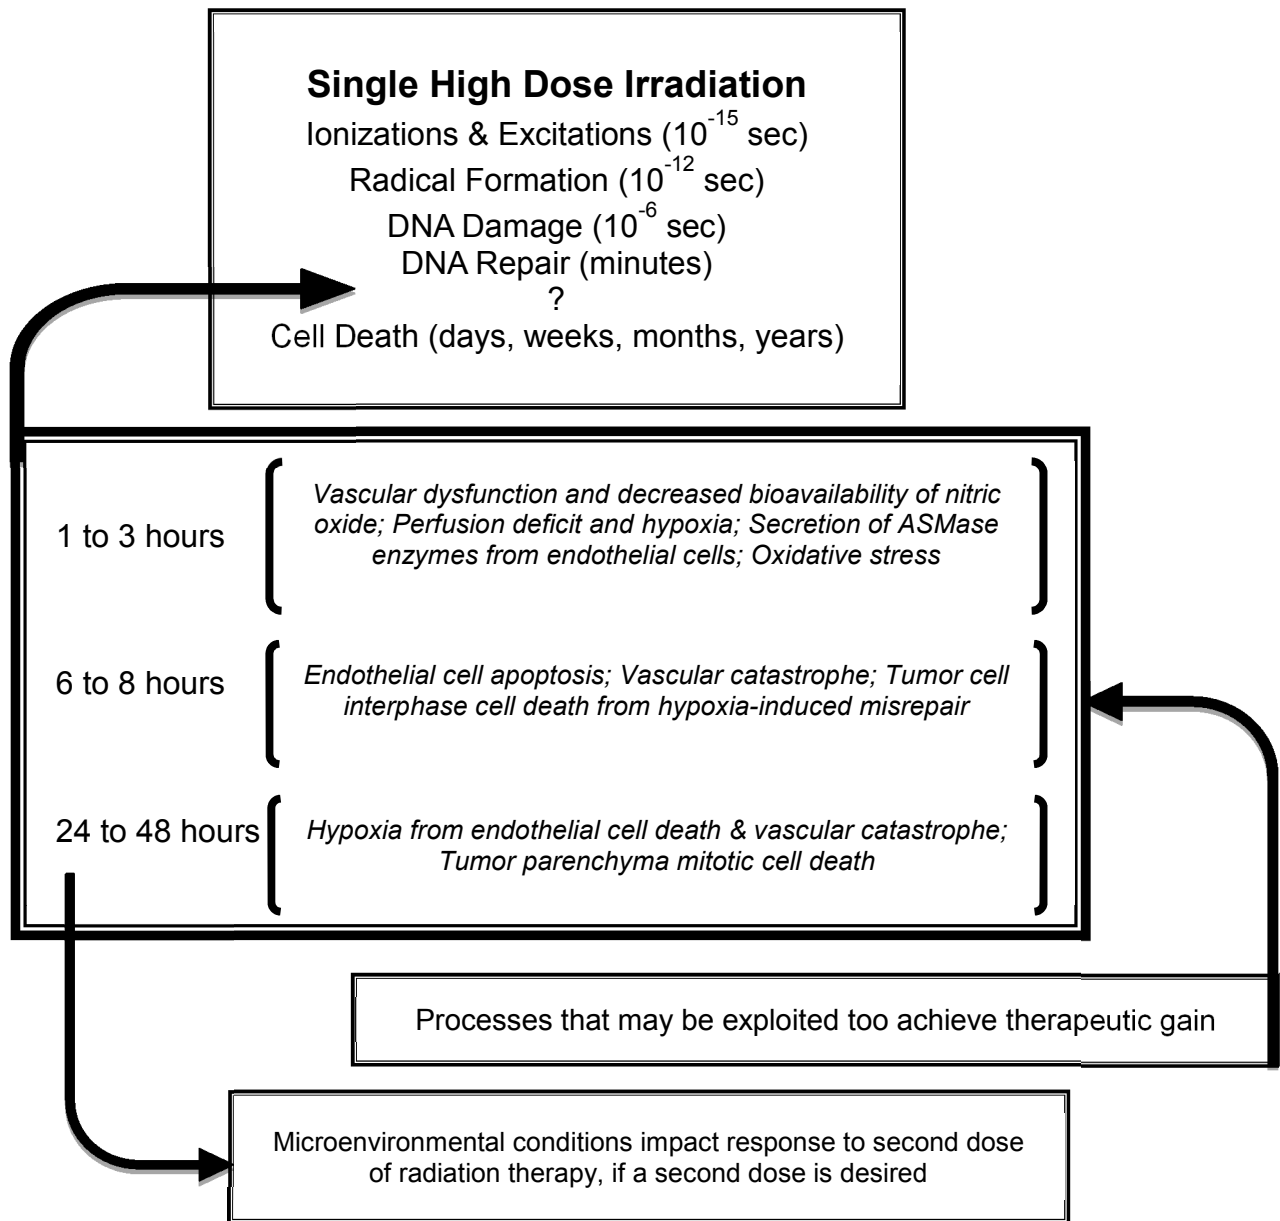 Single High Dose Irradiation
Ionizations & Excitations (10⁻¹⁵ sec)
Radical Formation (10⁻¹² sec)
DNA Damage (10⁻⁶ sec)
DNA Repair (minutes)
?
Cell Death (days, weeks, months, years)
1 to 3 hours
Vascular dysfunction and decreased bioavailability of nitric
oxide; Perfusion deficit and hypoxia; Secretion of ASMase
enzymes from endothelial cells; Oxidative stress
6 to 8 hours
Endothelial cell apoptosis; Vascular catastrophe; Tumor cell
interphase cell death from hypoxia-induced misrepair
24 to 48 hours
Hypoxia from endothelial cell death & vascular catastrophe;
Tumor parenchyma mitotic cell death
Processes that may be exploited too achieve therapeutic gain
Microenvironmental conditions impact response to second dose
of radiation therapy, if a second dose is desired